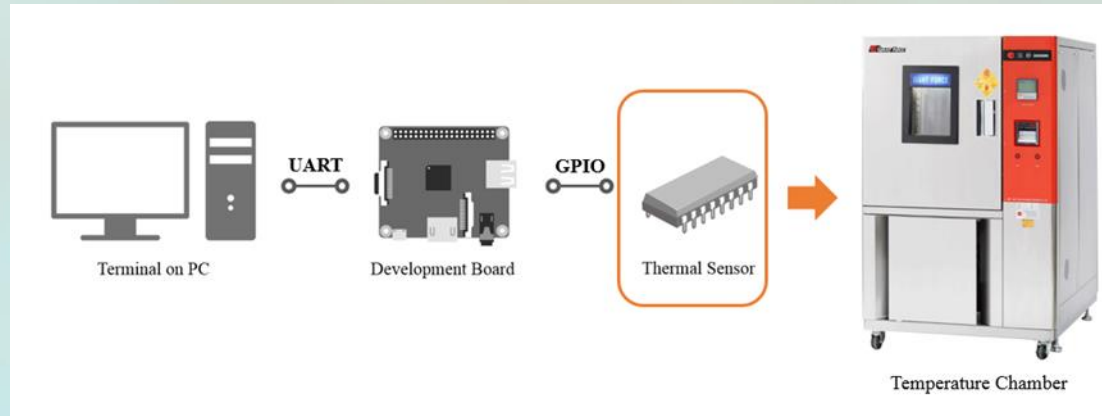 UART
GPIO
Terminal on PC
Development Board
Thermal Sensor
Temperature Chamber